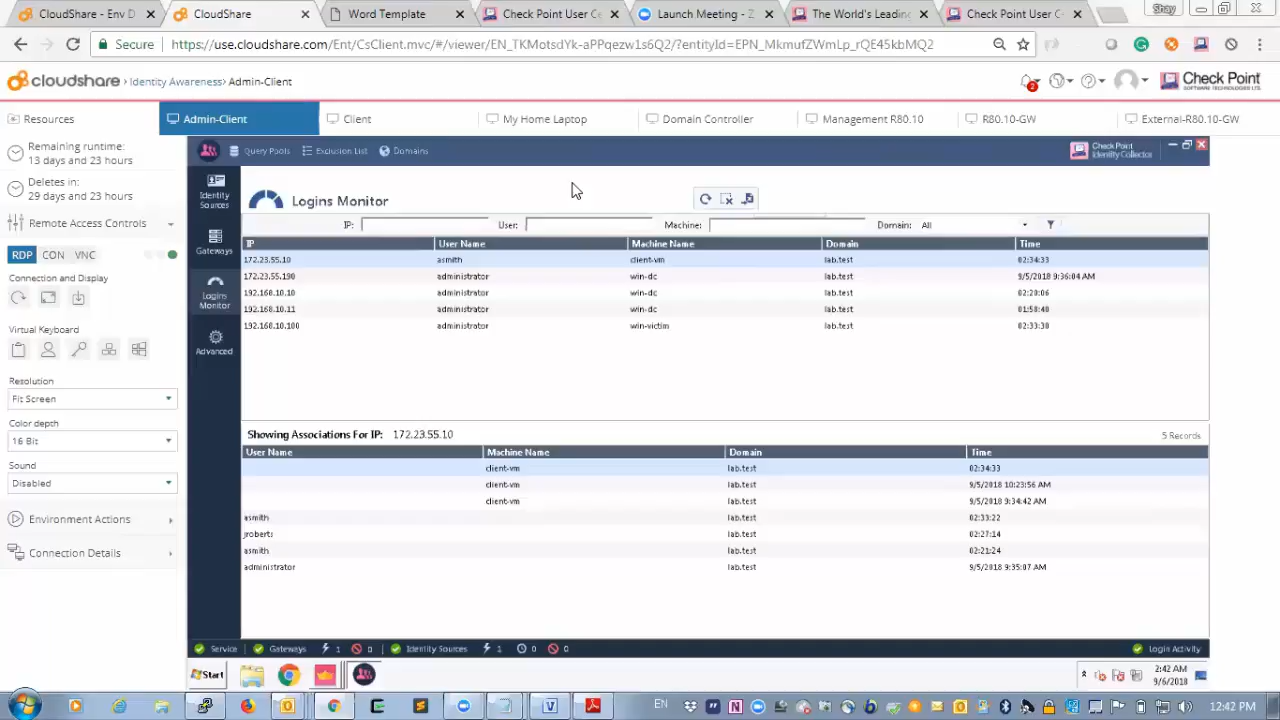 CloudShare - Env D
CloudShare
Word Template
Check Point User Ce
Launch Meeting - Z
The World's Leading
Check Point User C
Shay
Secure
https://use.cloudshare.com/Ent/CsClient.mvc/#/viewer/EN_TKMotsdYk-aPPqezw1s6Q2/?entityId=EPN_MkmufZWmLp_rQE45kbMQ2
cloudshare
Identity Awareness
Admin-Client
2
Check Point
SOFTWARE TECHNOLOGIES LTD.
Resources
Admin-Client
Client
My Home Laptop
Domain Controller
Management R80.10
R80.10-GW
External-R80.10-GW
Remaining runtime:
13 days and 23 hours
Deletes in:
29 days and 23 hours
Remote Access Controls
RDP CON VNC
Connection and Display
Virtual Keyboard
Resolution
Fit Screen
Color depth
16 Bit
Sound
Disabled
Environment Actions
Connection Details
Query Pools
Exclusion List
Domains
Check Point
Identity Collector
Identity
Sources
Gateways
Logins
Monitor
Advanced
Logins Monitor
IP: User: Machine: Domain: All
IP User Name Machine Name Domain Time
172.23.55.10 asmith client-vm lab.test 02:34:33
172.23.55.190 administrator win-dc lab.test 9/5/2018 9:36:04 AM
192.168.10.10 administrator win-dc lab.test 02:20:06
192.168.10.11 administrator win-dc lab.test 01:50:40
192.168.10.100 administrator win-victim lab.test 02:33:30
Showing Associations For IP: 172.23.55.10
5 Records
User Name Machine Name Domain Time
client-vm lab.test 02:34:33
client-vm lab.test 9/5/2018 10:23:56 AM
client-vm lab.test 9/5/2018 9:34:42 AM
asmith lab.test 02:33:22
jroberts lab.test 02:27:14
asmith lab.test 02:21:24
administrator lab.test 9/5/2018 9:35:07 AM
Service Gateways 1 0 Identity Sources 1 0 0 Login Activity
Start
2:42 AM
9/6/2018
EN
12:42 PM